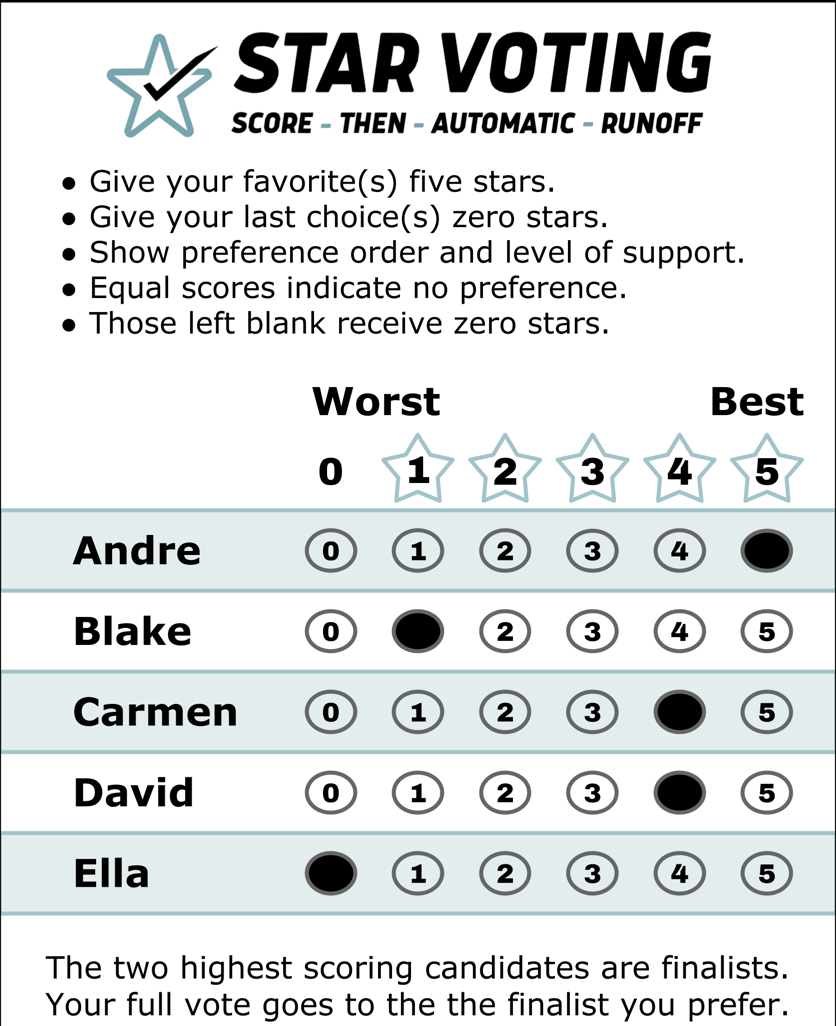 STAR VOTING
SCORE - THEN - AUTOMATIC - RUNOFF
● Give your favorite(s) five stars.
● Give your last choice(s) zero stars.
● Show preference order and level of support.
● Equal scores indicate no preference.
● Those left blank receive zero stars.
Worst Best
0 1 2 3 4 5
Andre 0 1 2 3 4
Blake 0 2 3 4 5
Carmen 0 1 2 3 5
David 0 1 2 3 5
Ella 1 2 3 4 5
The two highest scoring candidates are finalists.
Your full vote goes to the the finalist you prefer.